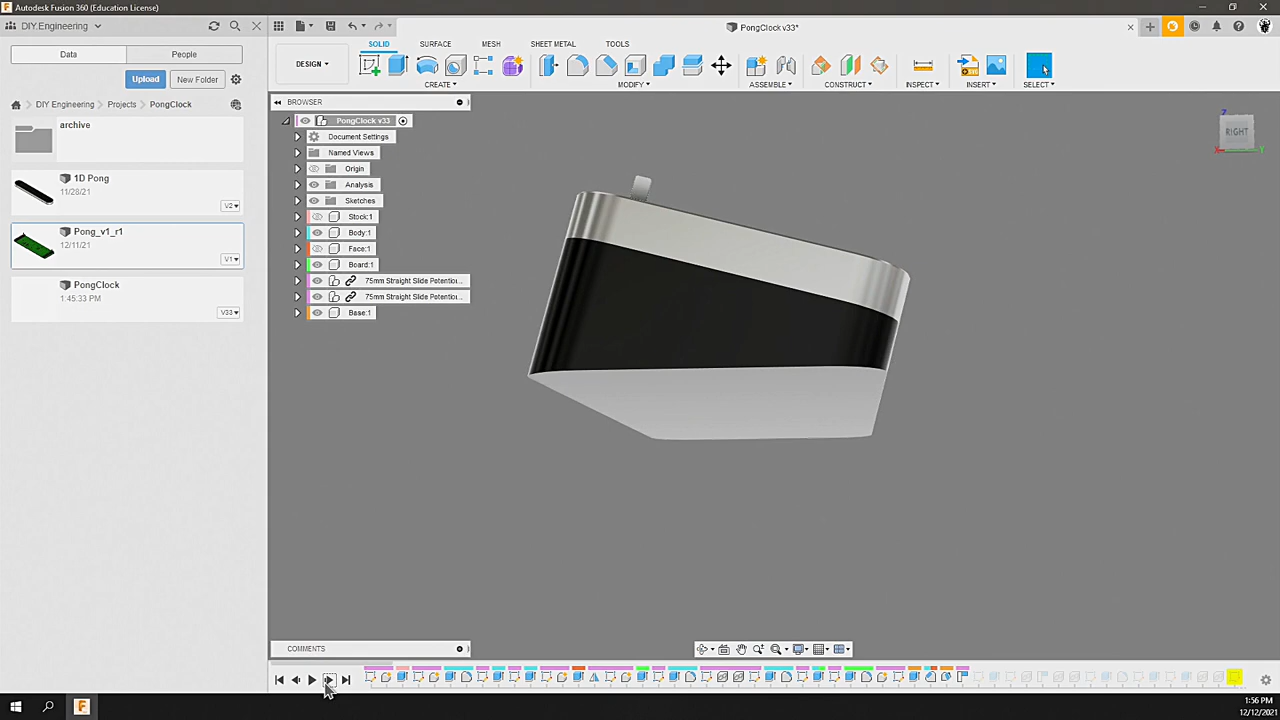 Autodesk Fusion 360 (Education License)
DIY Engineering
PongClock v33*
Data
People
SOLID
SURFACE
MESH
SHEET METAL
TOOLS
Upload
New Folder
DESIGN
CREATE
MODIFY
ASSEMBLE
CONSTRUCT
INSPECT
INSERT
SELECT
DIY Engineering
Projects
PongClock
BROWSER
archive
PongClock v33
Document Settings
Named Views
Origin
Analysis
Sketches
Stock:1
Body:1
Face:1
Board:1
75mm Straight Slide Potentio...
75mm Straight Slide Potentio...
Base:1
1D Pong
11/28/21
V2
Pong_v1_r1
12/11/21
V1
PongClock
1:45:33 PM
V33
Z
RIGHT
X
Y
COMMENTS
1:56 PM
12/12/2021